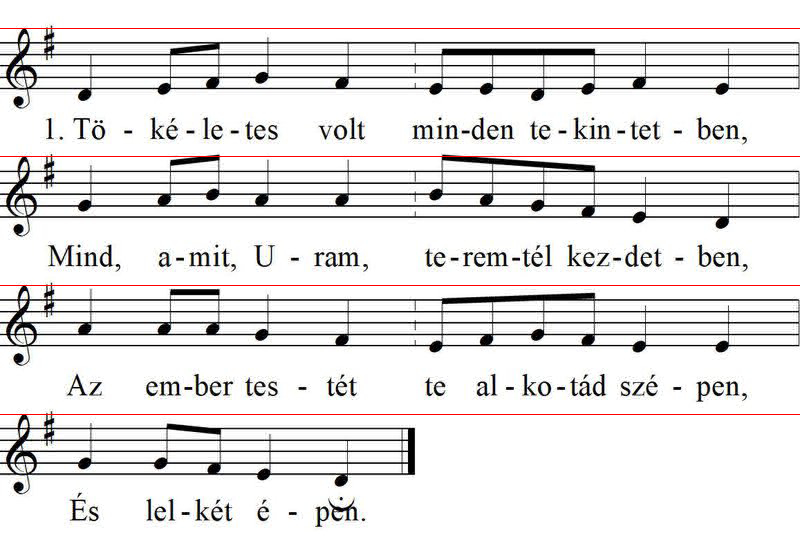 1. Tö - ké - le - tes volt min-den te - kin - tet - ben,
Mind, a - mit, U - ram, te - rem - tél kez - det - ben,
Az em - ber tes - tét te al - ko - tád szé - pen,
És lel - két é - pen.